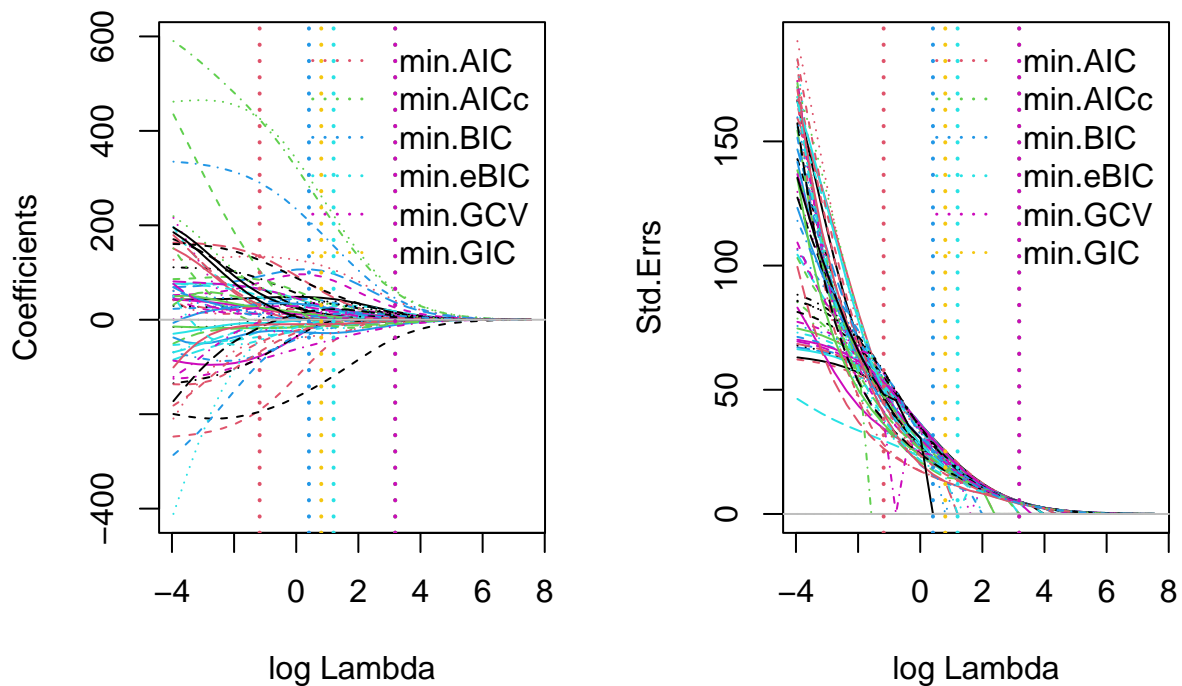 600
400
200
0
−400
Coefficients
−4
0
2
4
6
8
log Lambda
min.AIC
min.AICc
min.BIC
min.eBIC
min.GCV
min.GIC
150
100
50
0
Std.Errs
−4
0
2
4
6
8
log Lambda
min.AIC
min.AICc
min.BIC
min.eBIC
min.GCV
min.GIC